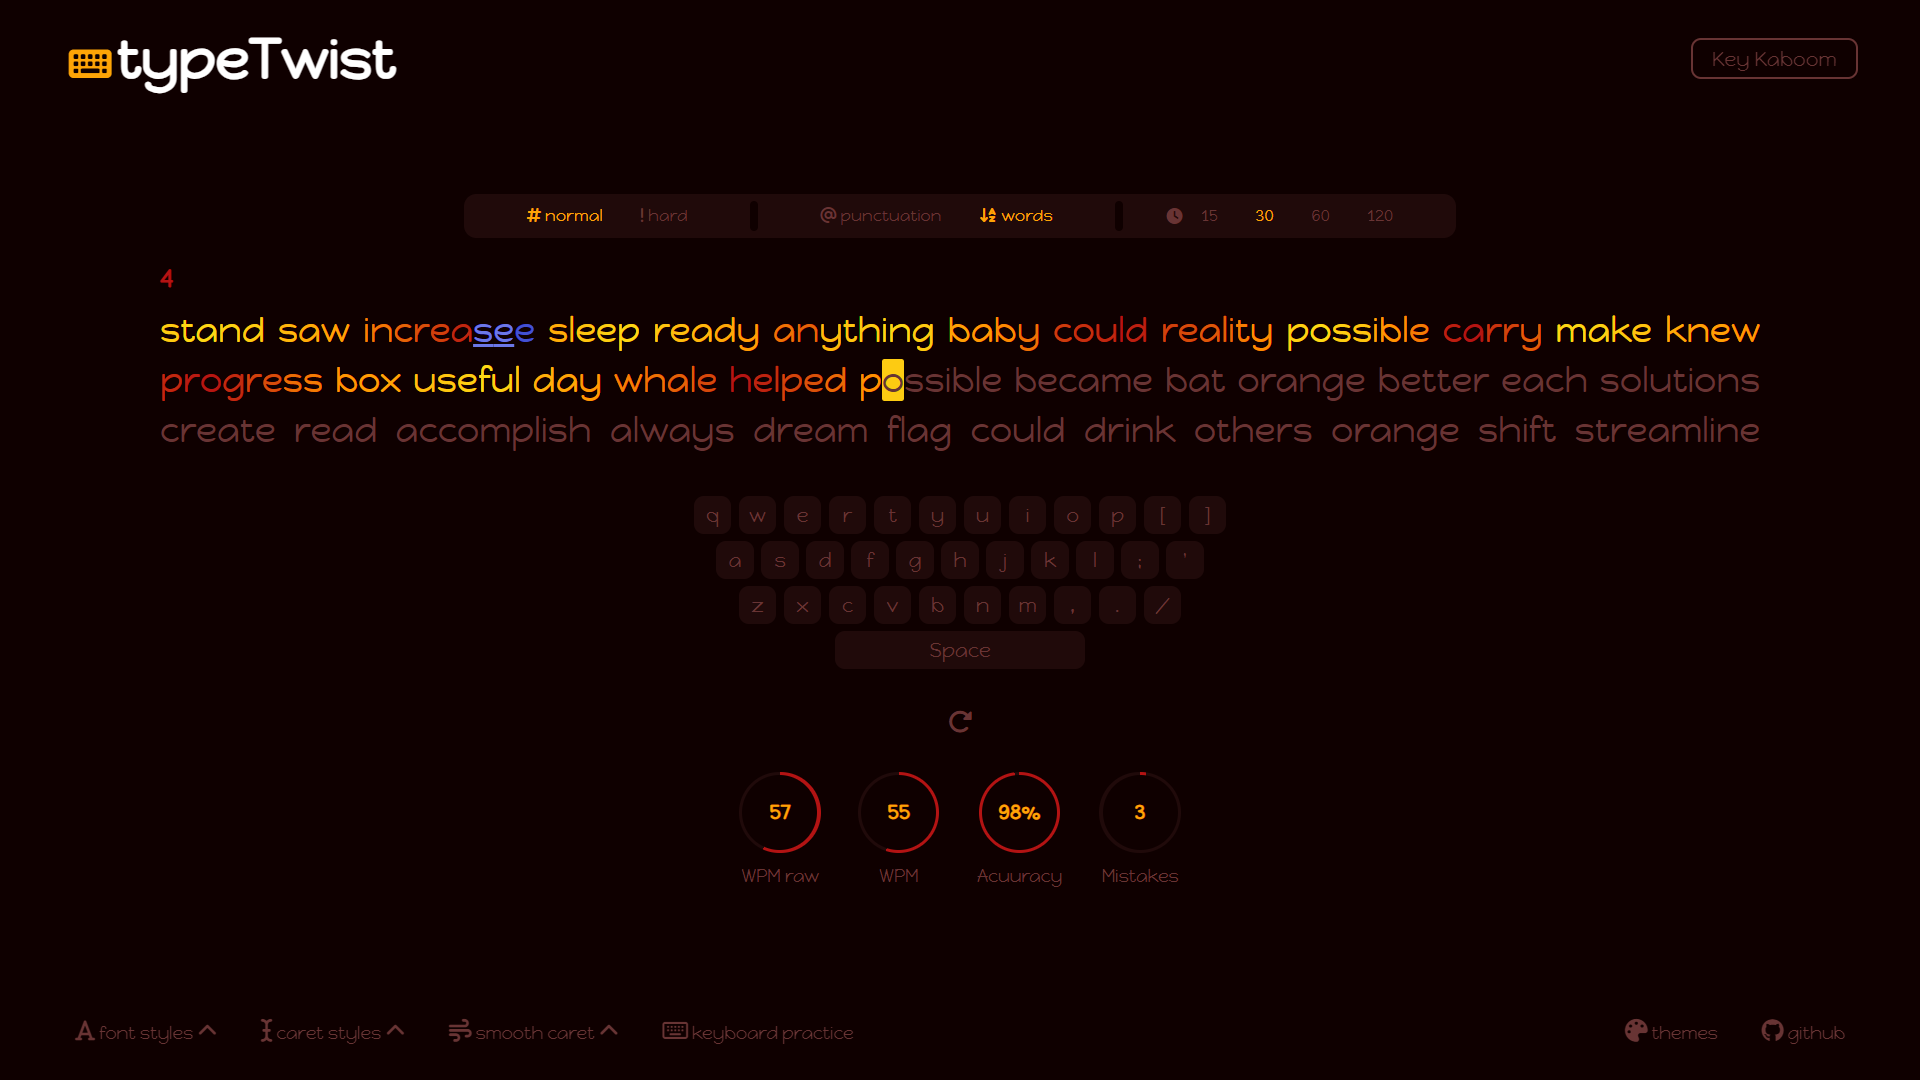 typeTwist
Key Kaboom
# normal ! hard @ punctuation words 15 30 60 120
4
stand saw increasee sleep ready anything baby could reality possible carry make knew
progress box useful day whale helped possible became bat orange better each solutions
create read accomplish always dream flag could drink others orange shift streamline
q w e r t y u i o p [ ]
a s d f g h j k l ; '
z x c v b n m , . /
Space
57 55 98% 3
WPM raw WPM Acuuracy Mistakes
font styles caret styles smooth caret keyboard practice themes github